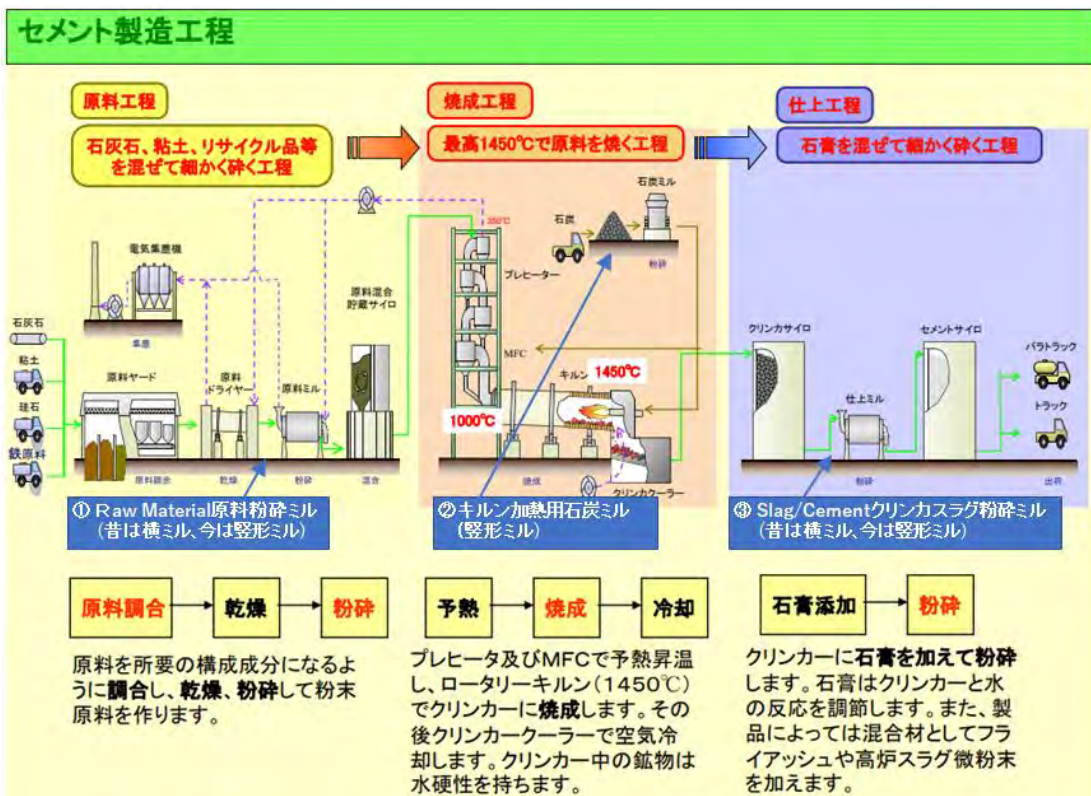 セメント製造工程
原料工程
石灰石、粘土、リサイクル品等
を混ぜて細かく砕く工程
焼成工程
最高1450℃で原料を焼く工程
仕上工程
石膏を混ぜて細かく砕く工程
電気集塵機
集塵
石灰石
粘土
珪石
鉄原料
原料ヤード
原料調合
原料
ドライヤー
乾燥
原料ミル
粉砕
原料混合
貯蔵サイロ
混合
350℃
プレヒーター
MFC
1000℃
石炭
石炭ミル
粉砕
キルン
1450℃
焼成
クリンカクーラー
クリンカサイロ
仕上ミル
粉砕
セメントサイロ
バラトラック
トラック
出荷
① Raw Material原料粉砕ミル
(昔は横ミル、今は竪形ミル)
②キルン加熱用石炭ミル
(竪形ミル)
③ Slag/Cementクリンカスラグ粉砕ミル
(昔は横ミル、今は竪形ミル)
原料調合
乾燥
粉砕
原料を所要の構成成分になるよ
うに調合し、乾燥、粉砕して粉末
原料を作ります。
予熱
焼成
冷却
プレヒータ及びMFCで予熱昇温
し、ロータリーキルン(1450℃)
でクリンカーに焼成します。その
後クリンカークーラーで空気冷
却します。クリンカー中の鉱物は
水硬性を持ちます。
石膏添加
粉砕
クリンカーに石膏を加えて粉砕
します。石膏はクリンカーと水
の反応を調節します。また、製
品によっては混合材としてフラ
イアッシュや高炉スラグ微粉末
を加えます。